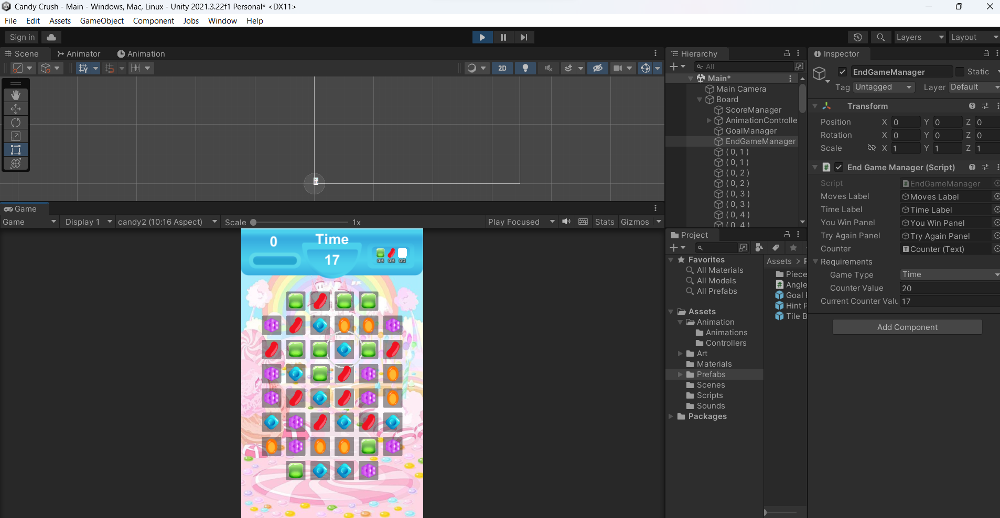 Candy Crush - Main - Windows, Mac, Linux - Unity 2021.3.22f1 Personal* <DX11>
File Edit Assets GameObject Component Jobs Window Help
Sign in
Layers Layout
Scene Animator Animation
2D
Game
Game Display 1 candy2 (10:16 Aspect) Scale 1x Play Focused Stats Gizmos
0
Time
17
Hierarchy
All
Main*
Main Camera
Board
ScoreManager
AnimationControlle
GoalManager
EndGameManager
( 0, 1 )
( 0, 1 )
( 0, 2 )
( 0, 2 )
( 0, 3 )
( 0, 3 )
( 0, 4 )
( 0, 4 )
Project
Favorites
All Materials
All Models
All Prefabs
Assets
Animation
Animations
Controllers
Art
Materials
Prefabs
Scenes
Scripts
Sounds
Packages
Assets >
Piece
Angle
Goal
Hint P
Tile B
Inspector
EndGameManager Static
Tag Untagged Layer Default
Transform
Position X 0 Y 0 Z 0
Rotation X 0 Y 0 Z 0
Scale X 1 Y 1 Z 1
End Game Manager (Script)
Script EndGameManager
Moves Label Moves Label
Time Label Time Label
You Win Panel You Win Panel
Try Again Panel Try Again Panel
Counter Counter (Text)
Requirements
Game Type Time
Counter Value 20
Current Counter Valu 17
Add Component